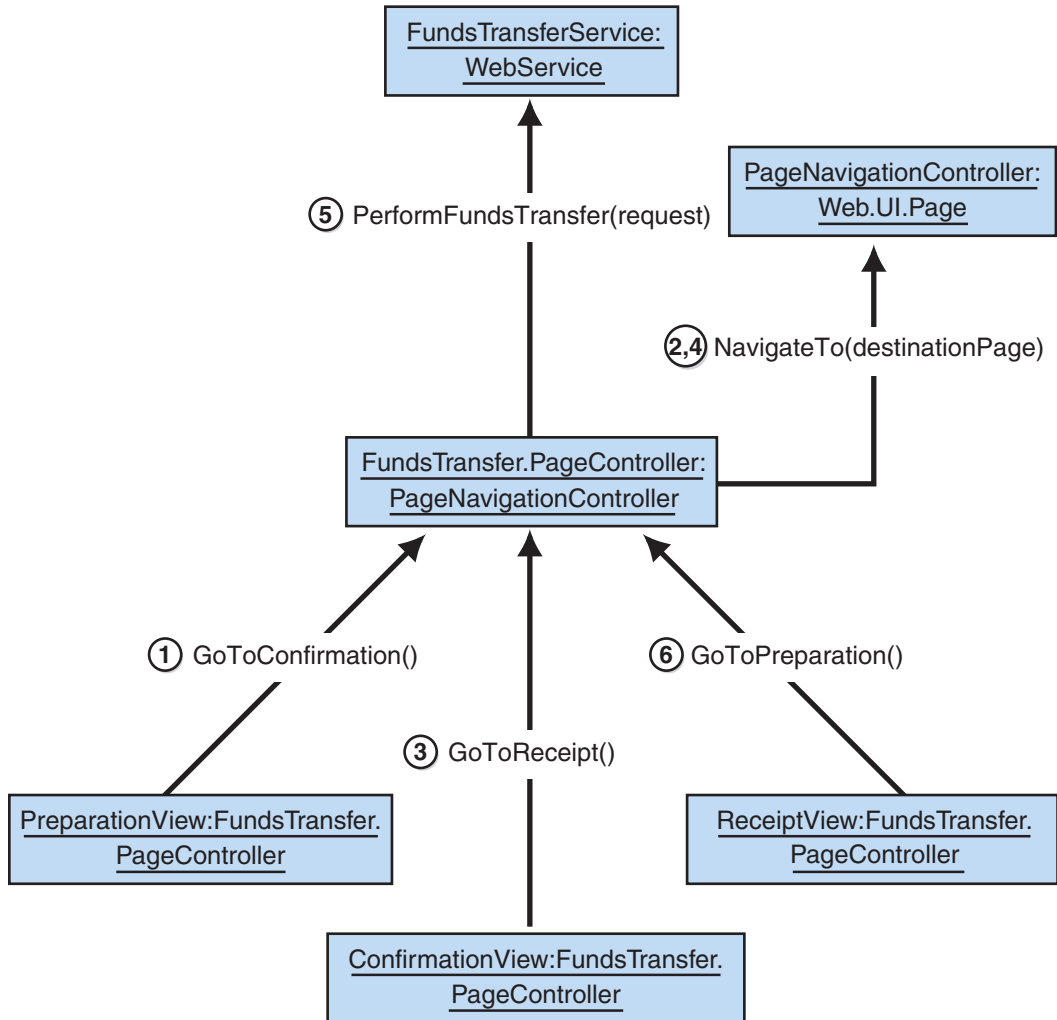 FundsTransferService:
WebService
PageNavigationController:
Web.UI.Page
5 PerformFundsTransfer(request)
2,4 NavigateTo(destinationPage)
FundsTransfer.PageController:
PageNavigationController
1 GoToConfirmation()
6 GoToPreparation()
3 GoToReceipt()
PreparationView:FundsTransfer.
PageController
ReceiptView:FundsTransfer.
PageController
ConfirmationView:FundsTransfer.
PageController